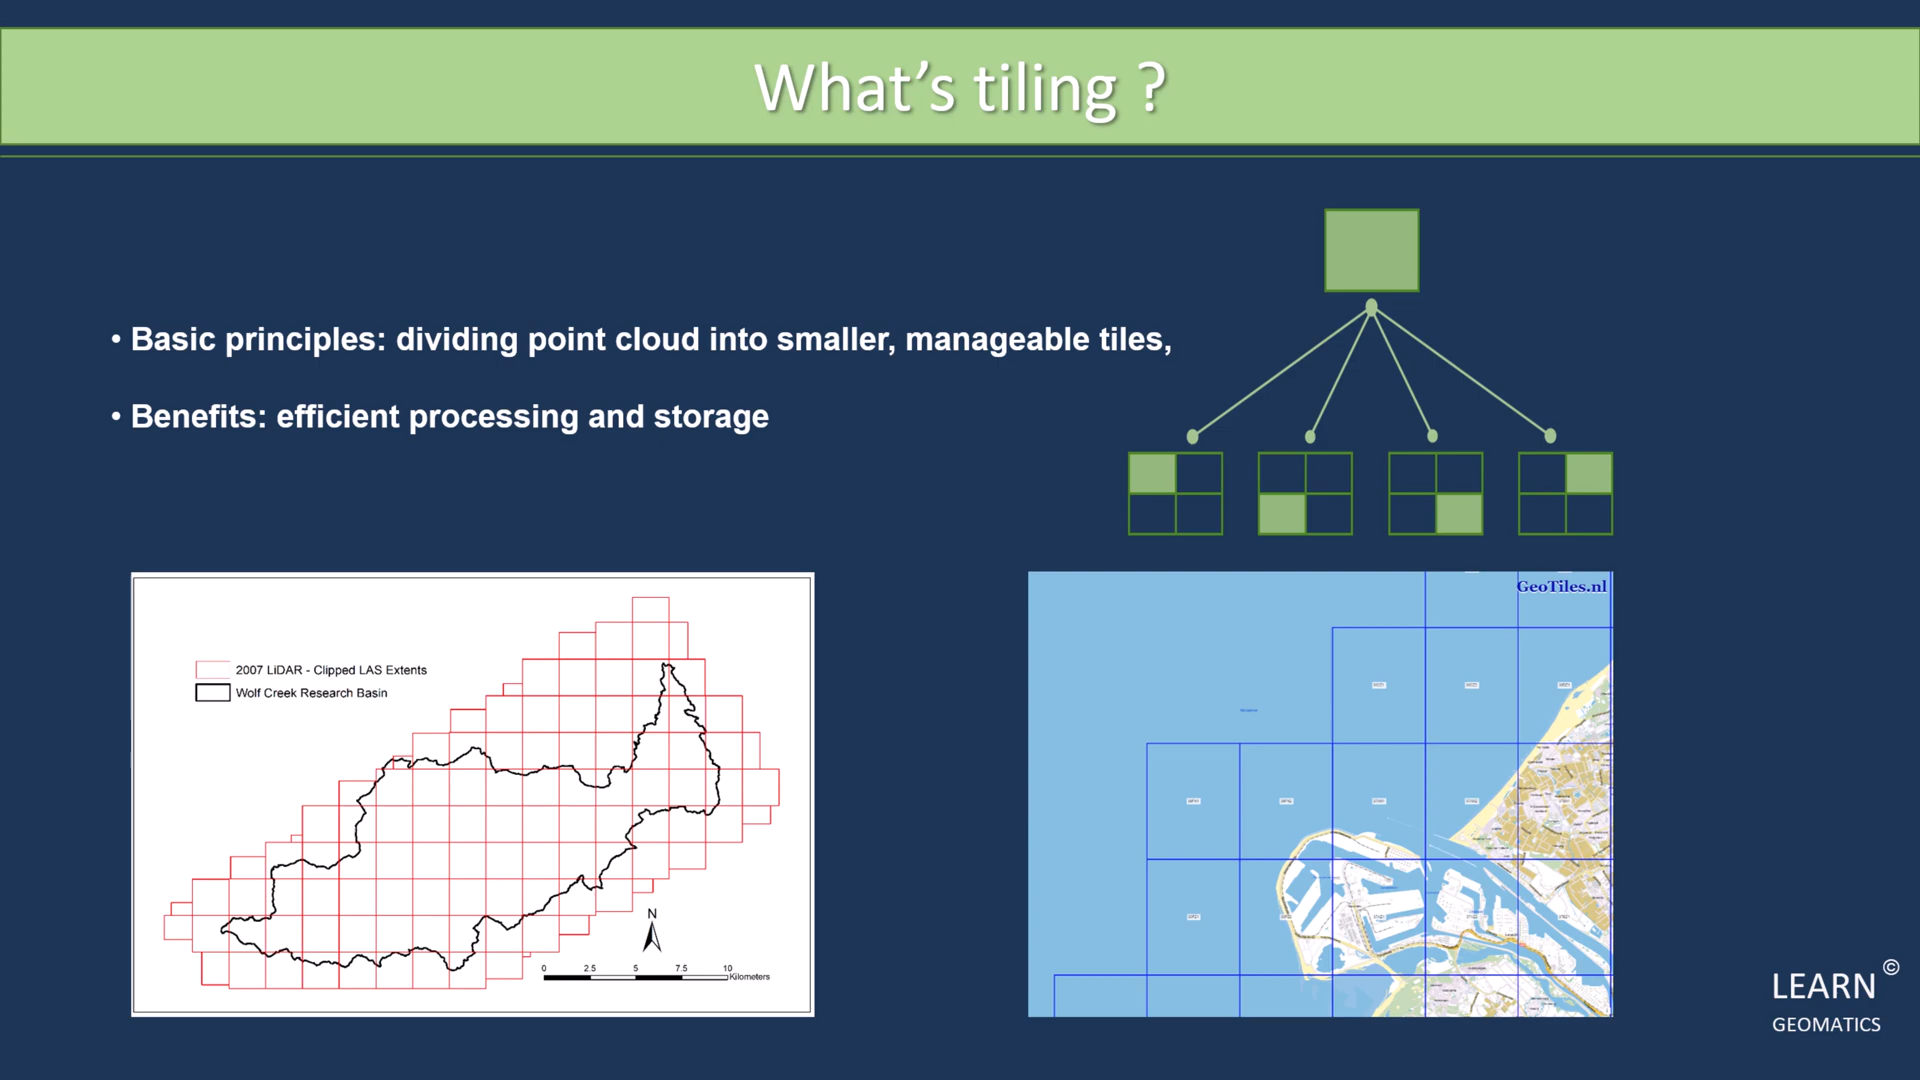 What's tiling ?
• Basic principles: dividing point cloud into smaller, manageable tiles,
• Benefits: efficient processing and storage
2007 LiDAR - Clipped LAS Extents
Wolf Creek Research Basin
N
0 2.5 5 7.5 10
Kilometers
GeoTiles.nl
LEARN ©
GEOMATICS